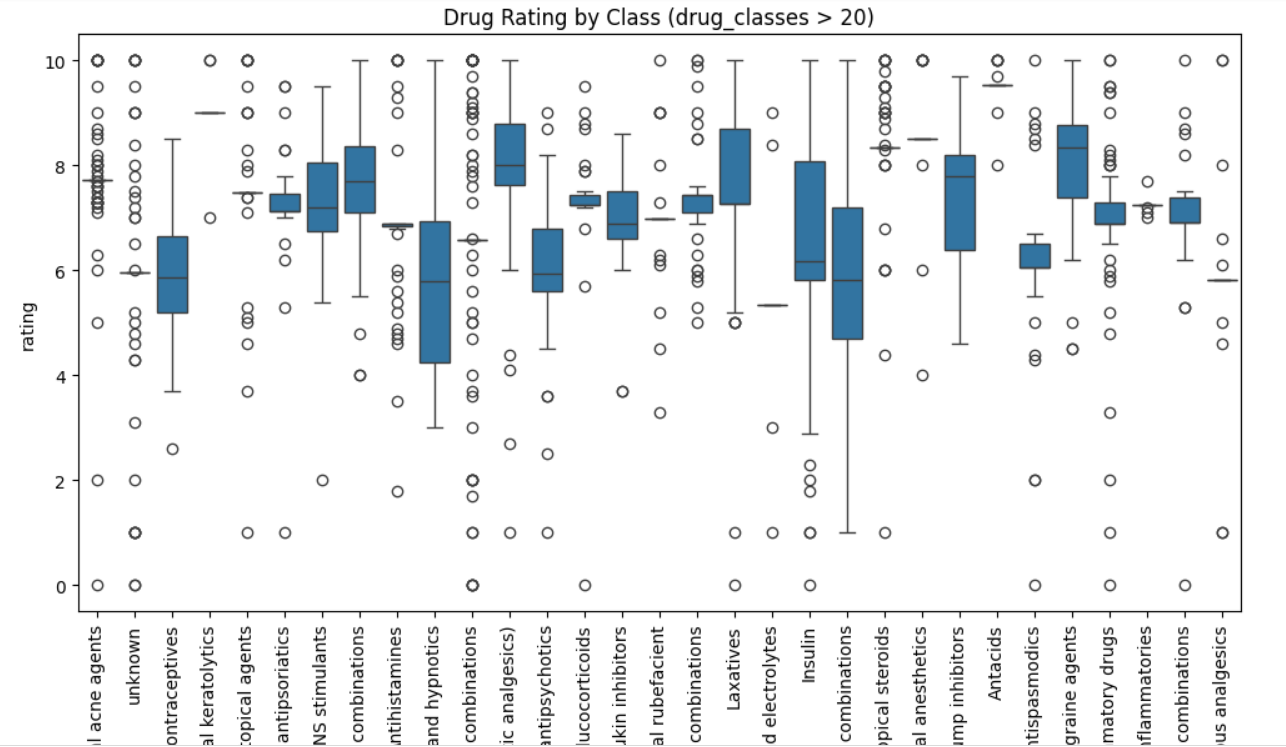 Drug Rating by Class (drug_classes > 20)
rating
10
8
6
4
2
0
l acne agents
unknown
ontraceptives
al keratolytics
topical agents
antipsoriatics
NS stimulants
combinations
ntihistamines
and hypnotics
combinations
ic analgesics)
antipsychotics
lucocorticoids
ukin inhibitors
al rubefacient
combinations
Laxatives
d electrolytes
Insulin
combinations
opical steroids
al anesthetics
ump inhibitors
Antacids
ntispasmodics
graine agents
matory drugs
nflammatories
combinations
us analgesics